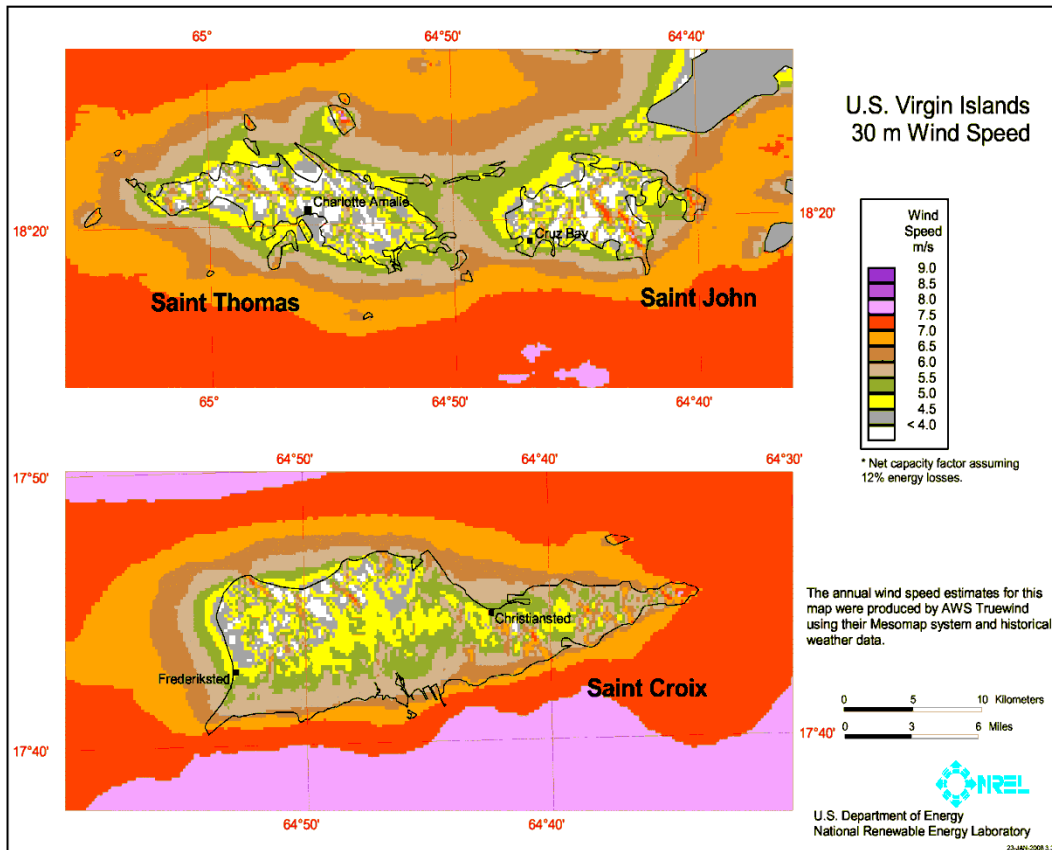 65° 64°50' 64°40'
U.S. Virgin Islands
30 m Wind Speed
Charlotte Amalie
Cruz Bay
18°20' 18°20'
Saint Thomas Saint John
65° 64°50' 64°40'
Wind
Speed
m/s
9.0
8.5
8.0
7.5
7.0
6.5
6.0
5.5
5.0
4.5
< 4.0
* Net capacity factor assuming
12% energy losses.
64°50' 64°40' 64°30'
17°50'
Christiansted
Frederiksted
Saint Croix
17°40' 17°40'
64°50' 64°40'
The annual wind speed estimates for this
map were produced by AWS Truewind
using their Mesomap system and historical
weather data.
0 5 10 Kilometers
0 3 6 Miles
NREL
U.S. Department of Energy
National Renewable Energy Laboratory